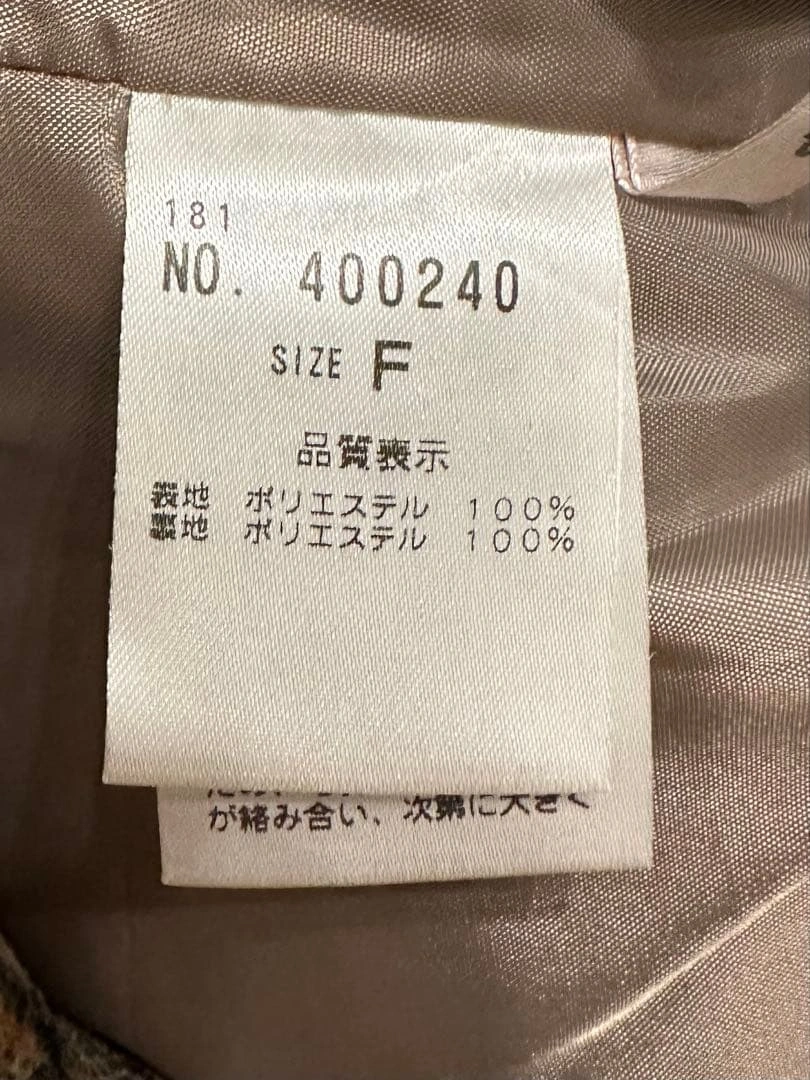 181
NO. 400240
SIZE F
品質表示
表地 ポリエステル 100%
裏地 ポリエステル 100%
が絡み合い、次第に大きく